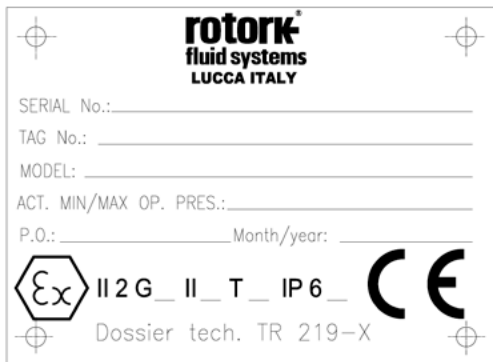 rotork
fluid systems
LUCCA ITALY
SERIAL No.:
TAG No.:
MODEL:
ACT. MIN/MAX OP. PRES.:
P.O.: Month/year:
Ex II 2 G_ II_ T_ IP 6_ CE
Dossier tech. TR 219-X